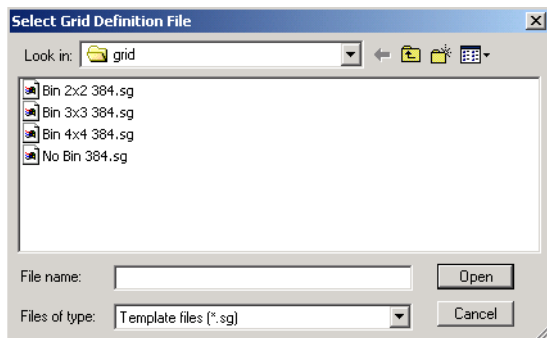 Select Grid Definition File
Look in: grid
Bin 2x2 384.sg
Bin 3x3 384.sg
Bin 4x4 384.sg
No Bin 384.sg
File name: Open
Files of type: Template files (*.sg) Cancel